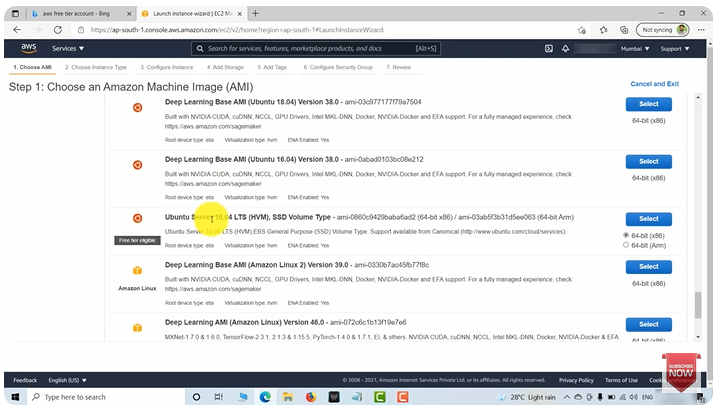 aws free tier account - Bing
Launch instance wizard | EC2 Ma
https://ap-south-1.console.aws.amazon.com/ec2/v2/home?region=ap-south-1#LaunchInstanceWizard:
Not syncing
aws
Services
Search for services, features, marketplace products, and docs
[Alt+S]
Mumbai
Support
1. Choose AMI
2. Choose Instance Type
3. Configure Instance
4. Add Storage
5. Add Tags
6. Configure Security Group
7. Review
Step 1: Choose an Amazon Machine Image (AMI)
Cancel and Exit
Deep Learning Base AMI (Ubuntu 18.04) Version 38.0 - ami-03c977177f79a7504
Select
Built with NVIDIA CUDA, cuDNN, NCCL, GPU Drivers, Intel MKL-DNN, Docker, NVIDIA-Docker and EFA support. For a fully managed experience, check:
64-bit (x86)
https://aws.amazon.com/sagemaker
Root device type: ebs
Virtualization type: hvm
ENA Enabled: Yes
Deep Learning Base AMI (Ubuntu 16.04) Version 38.0 - ami-0abad0103bc08e212
Select
Built with NVIDIA CUDA, cuDNN, NCCL, GPU Drivers, Intel MKL-DNN, Docker, NVIDIA-Docker and EFA support. For a fully managed experience, check:
64-bit (x86)
https://aws.amazon.com/sagemaker
Root device type: ebs
Virtualization type: hvm
ENA Enabled: Yes
Ubuntu Server 16.04 LTS (HVM), SSD Volume Type - ami-0860c9429baba6ad2 (64-bit x86) / ami-03ab5f3b31d5ee063 (64-bit Arm)
Select
Ubuntu Server 16.04 LTS (HVM),EBS General Purpose (SSD) Volume Type. Support available from Canonical (http://www.ubuntu.com/cloud/services).
64-bit (x86)
Free tier eligible
64-bit (Arm)
Root device type: ebs
Virtualization type: hvm
ENA Enabled: Yes
Deep Learning Base AMI (Amazon Linux 2) Version 39.0 - ami-0330b7ac45fb77f8c
Select
Built with NVIDIA CUDA, cuDNN, NCCL, GPU Drivers, Intel MKL-DNN, Docker, NVIDIA-Docker and EFA support. For a fully managed experience, check:
64-bit (x86)
Amazon Linux
https://aws.amazon.com/sagemaker
Root device type: ebs
Virtualization type: hvm
ENA Enabled: Yes
Deep Learning AMI (Amazon Linux) Version 46.0 - ami-072c6c1b13f19e7e6
Select
MXNet-1.7.0 & 1.6.0, TensorFlow-2.3.1, 2.1.3 & 1.15.5, PyTorch-1.4.0 & 1.7.1, EI, & others. NVIDIA CUDA, cuDNN, NCCL, Intel MKL-DNN, Docker, NVIDIA-Docker & EFA
64-bit (x86)
SUBSCRIBE
NOW
Feedback
English (US)
© 2008 - 2021, Amazon Internet Services Private Ltd. or its affiliates. All rights reserved.
Privacy Policy
Terms of Use
Type here to search
28°C Light rain
ENG